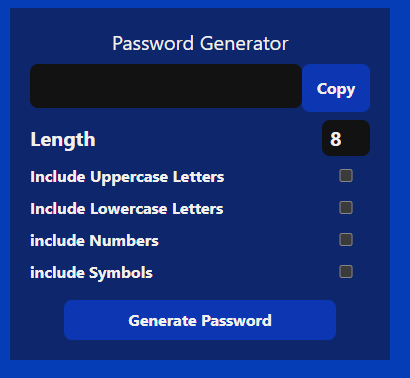 Password Generator
Copy
Length 8
Include Uppercase Letters
Include Lowercase Letters
include Numbers
include Symbols
Generate Password